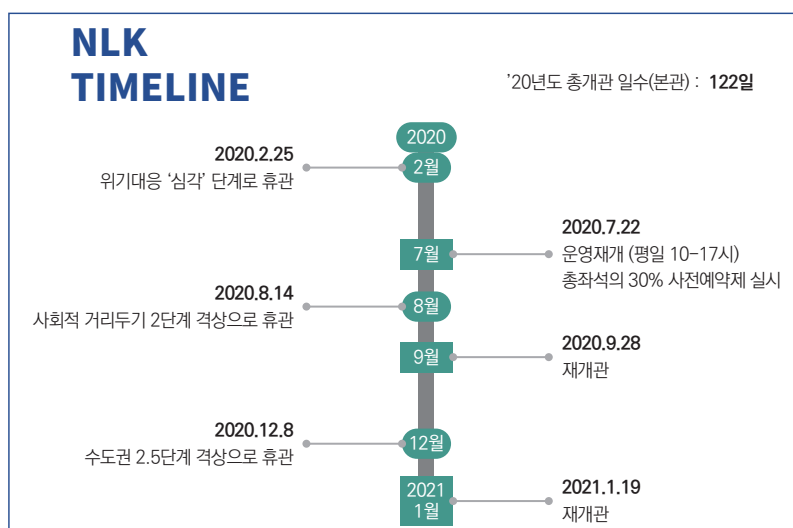 NLK
TIMELINE
'20년도 총개관 일수(본관) : 122일
2020
2월
2020.2.25
위기대응 ‘심각’ 단계로 휴관
7월
2020.7.22
운영재개 (평일 10-17시)
총좌석의 30% 사전예약제 실시
2020.8.14
사회적 거리두기 2단계 격상으로 휴관
8월
9월
2020.9.28
재개관
2020.12.8
수도권 2.5단계 격상으로 휴관
12월
2021
1월
2021.1.19
재개관